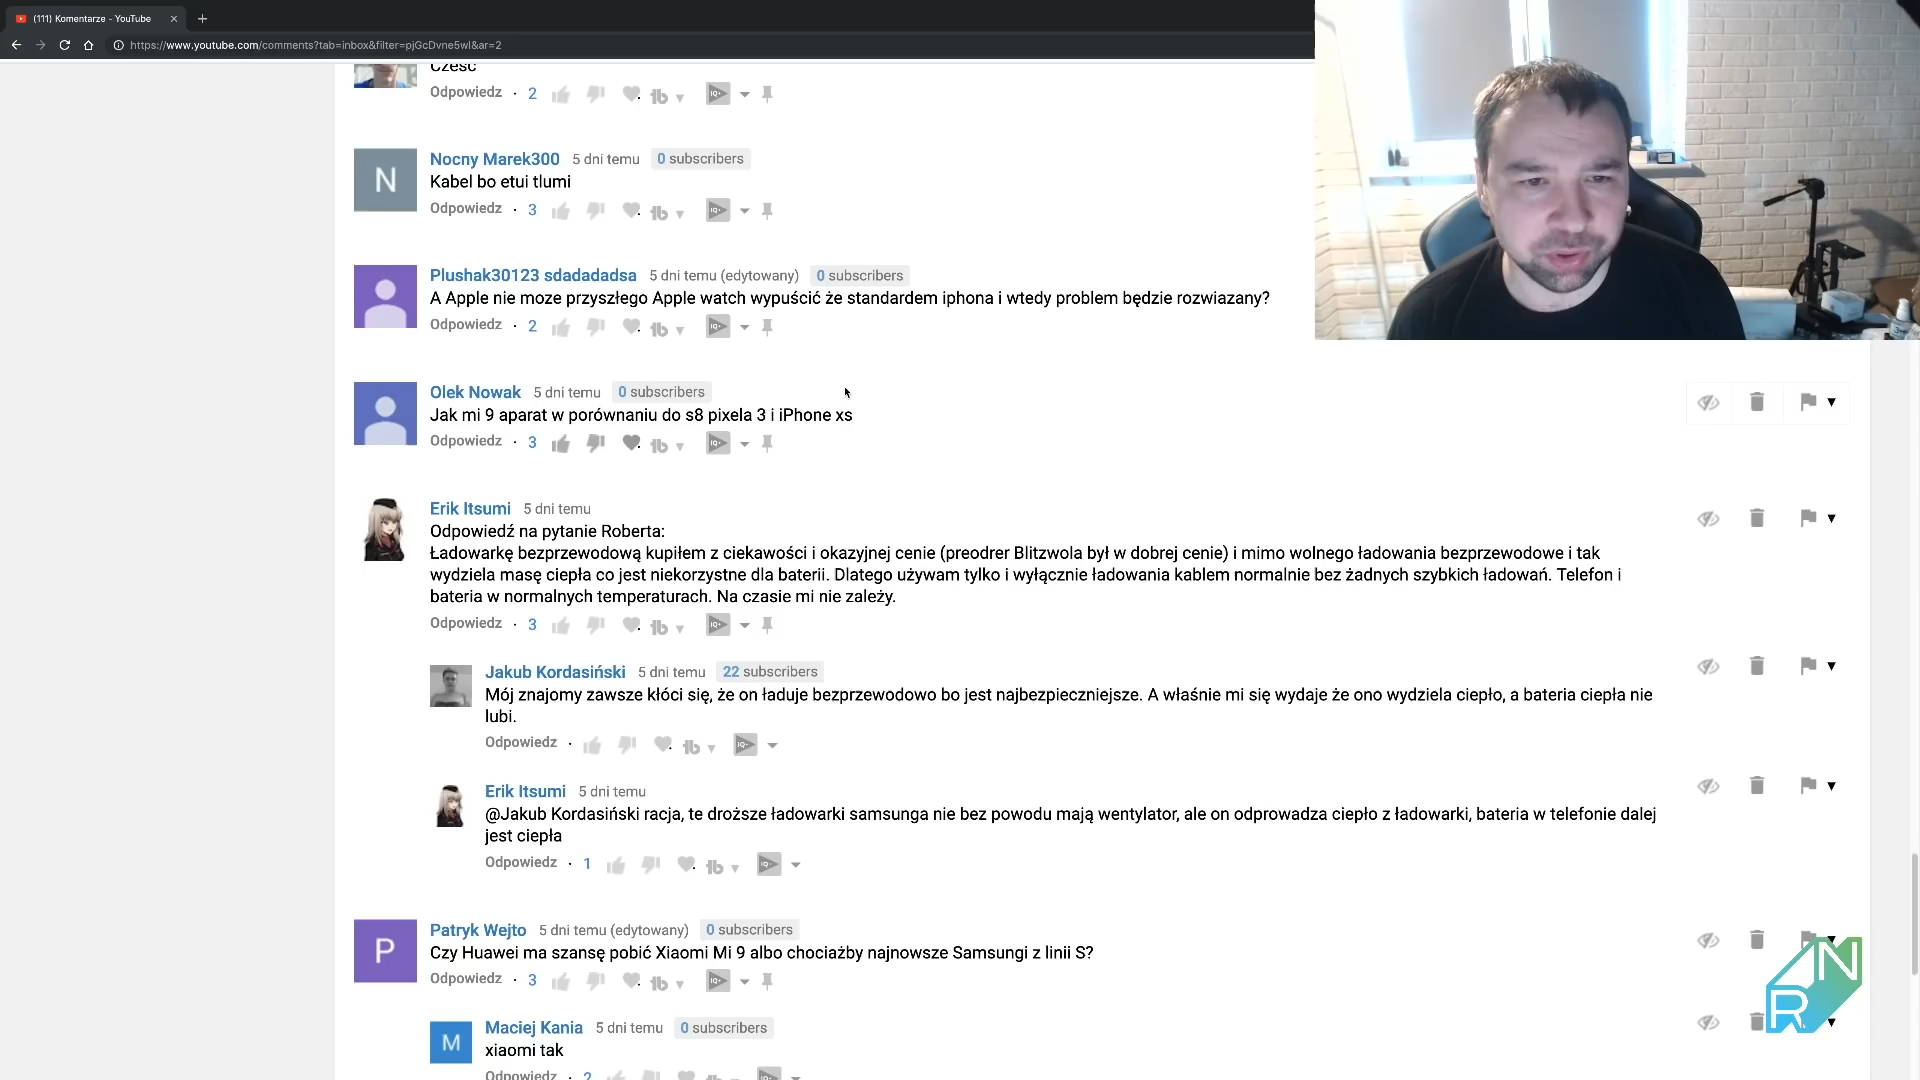 (111) Komentarze - YouTube
https://www.youtube.com/comments?tab=inbox&filter=pjGcDvne5wI&ar=2
Cześć
Odpowiedz · 2
N
Nocny Marek300 5 dni temu 0 subscribers
Kabel bo etui tlumi
Odpowiedz · 3
Plushak30123 sdadadadsa 5 dni temu (edytowany) 0 subscribers
A Apple nie moze przyszłego Apple watch wypuścić że standardem iphona i wtedy problem będzie rozwiazany?
Odpowiedz · 2
Olek Nowak 5 dni temu 0 subscribers
Jak mi 9 aparat w porównaniu do s8 pixela 3 i iPhone xs
Odpowiedz · 3
Erik Itsumi 5 dni temu
Odpowiedź na pytanie Roberta:
Ładowarkę bezprzewodową kupiłem z ciekawości i okazyjnej cenie (preodrer Blitzwola był w dobrej cenie) i mimo wolnego ładowania bezprzewodowe i tak
wydziela masę ciepła co jest niekorzystne dla baterii. Dlatego używam tylko i wyłącznie ładowania kablem normalnie bez żadnych szybkich ładowań. Telefon i
bateria w normalnych temperaturach. Na czasie mi nie zależy.
Odpowiedz · 3
Jakub Kordasiński 5 dni temu 22 subscribers
Mój znajomy zawsze kłóci się, że on ładuje bezprzewodowo bo jest najbezpieczniejsze. A właśnie mi się wydaje że ono wydziela ciepło, a bateria ciepła nie
lubi.
Odpowiedz ·
Erik Itsumi 5 dni temu
@Jakub Kordasiński racja, te droższe ładowarki samsunga nie bez powodu mają wentylator, ale on odprowadza ciepło z ładowarki, bateria w telefonie dalej
jest ciepła
Odpowiedz · 1
P
Patryk Wejto 5 dni temu (edytowany) 0 subscribers
Czy Huawei ma szansę pobić Xiaomi Mi 9 albo chociażby najnowsze Samsungi z linii S?
Odpowiedz · 3
RN
M
Maciej Kania 5 dni temu 0 subscribers
xiaomi tak
Odpowiedz · 2